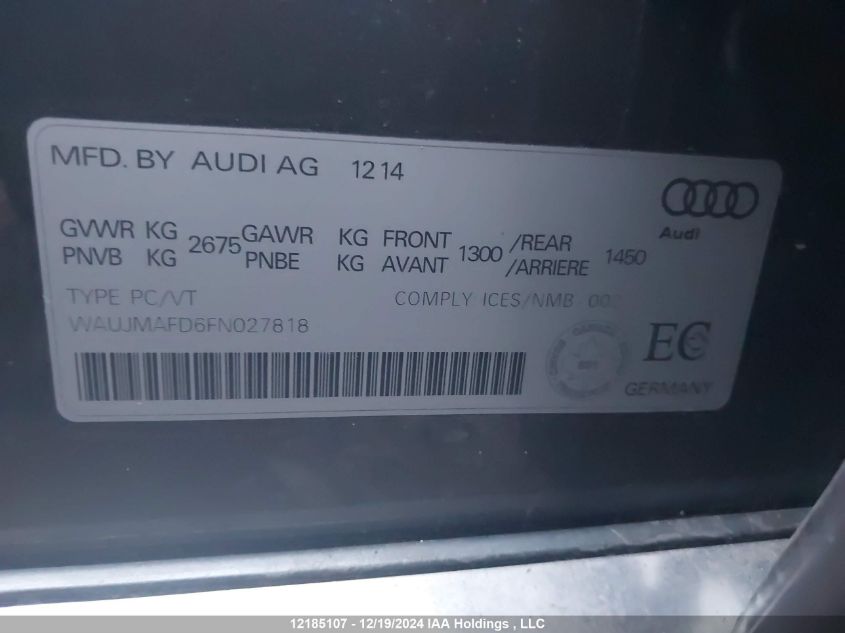 MFD. BY AUDI AG 12 14
Audi
GVWR KG 2675 GAWR KG FRONT 1300 /REAR 1450
PNVB KG PNBE KG AVANT /ARRIERE
TYPE PC/VT COMPLY ICES/NMB-002
WAUJMAFD6FN027818
EC
GERMANY
CANADA
12185107 - 12/19/2024 IAA Holdings , LLC